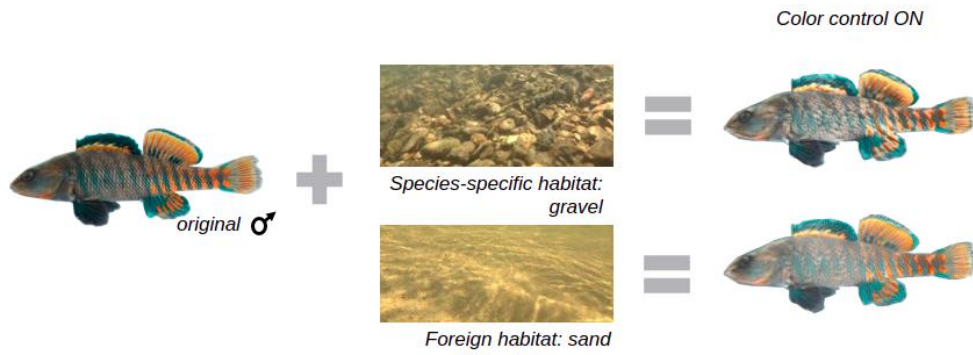 Color control ON
original ♂
Species-specific habitat:
gravel
Foreign habitat: sand